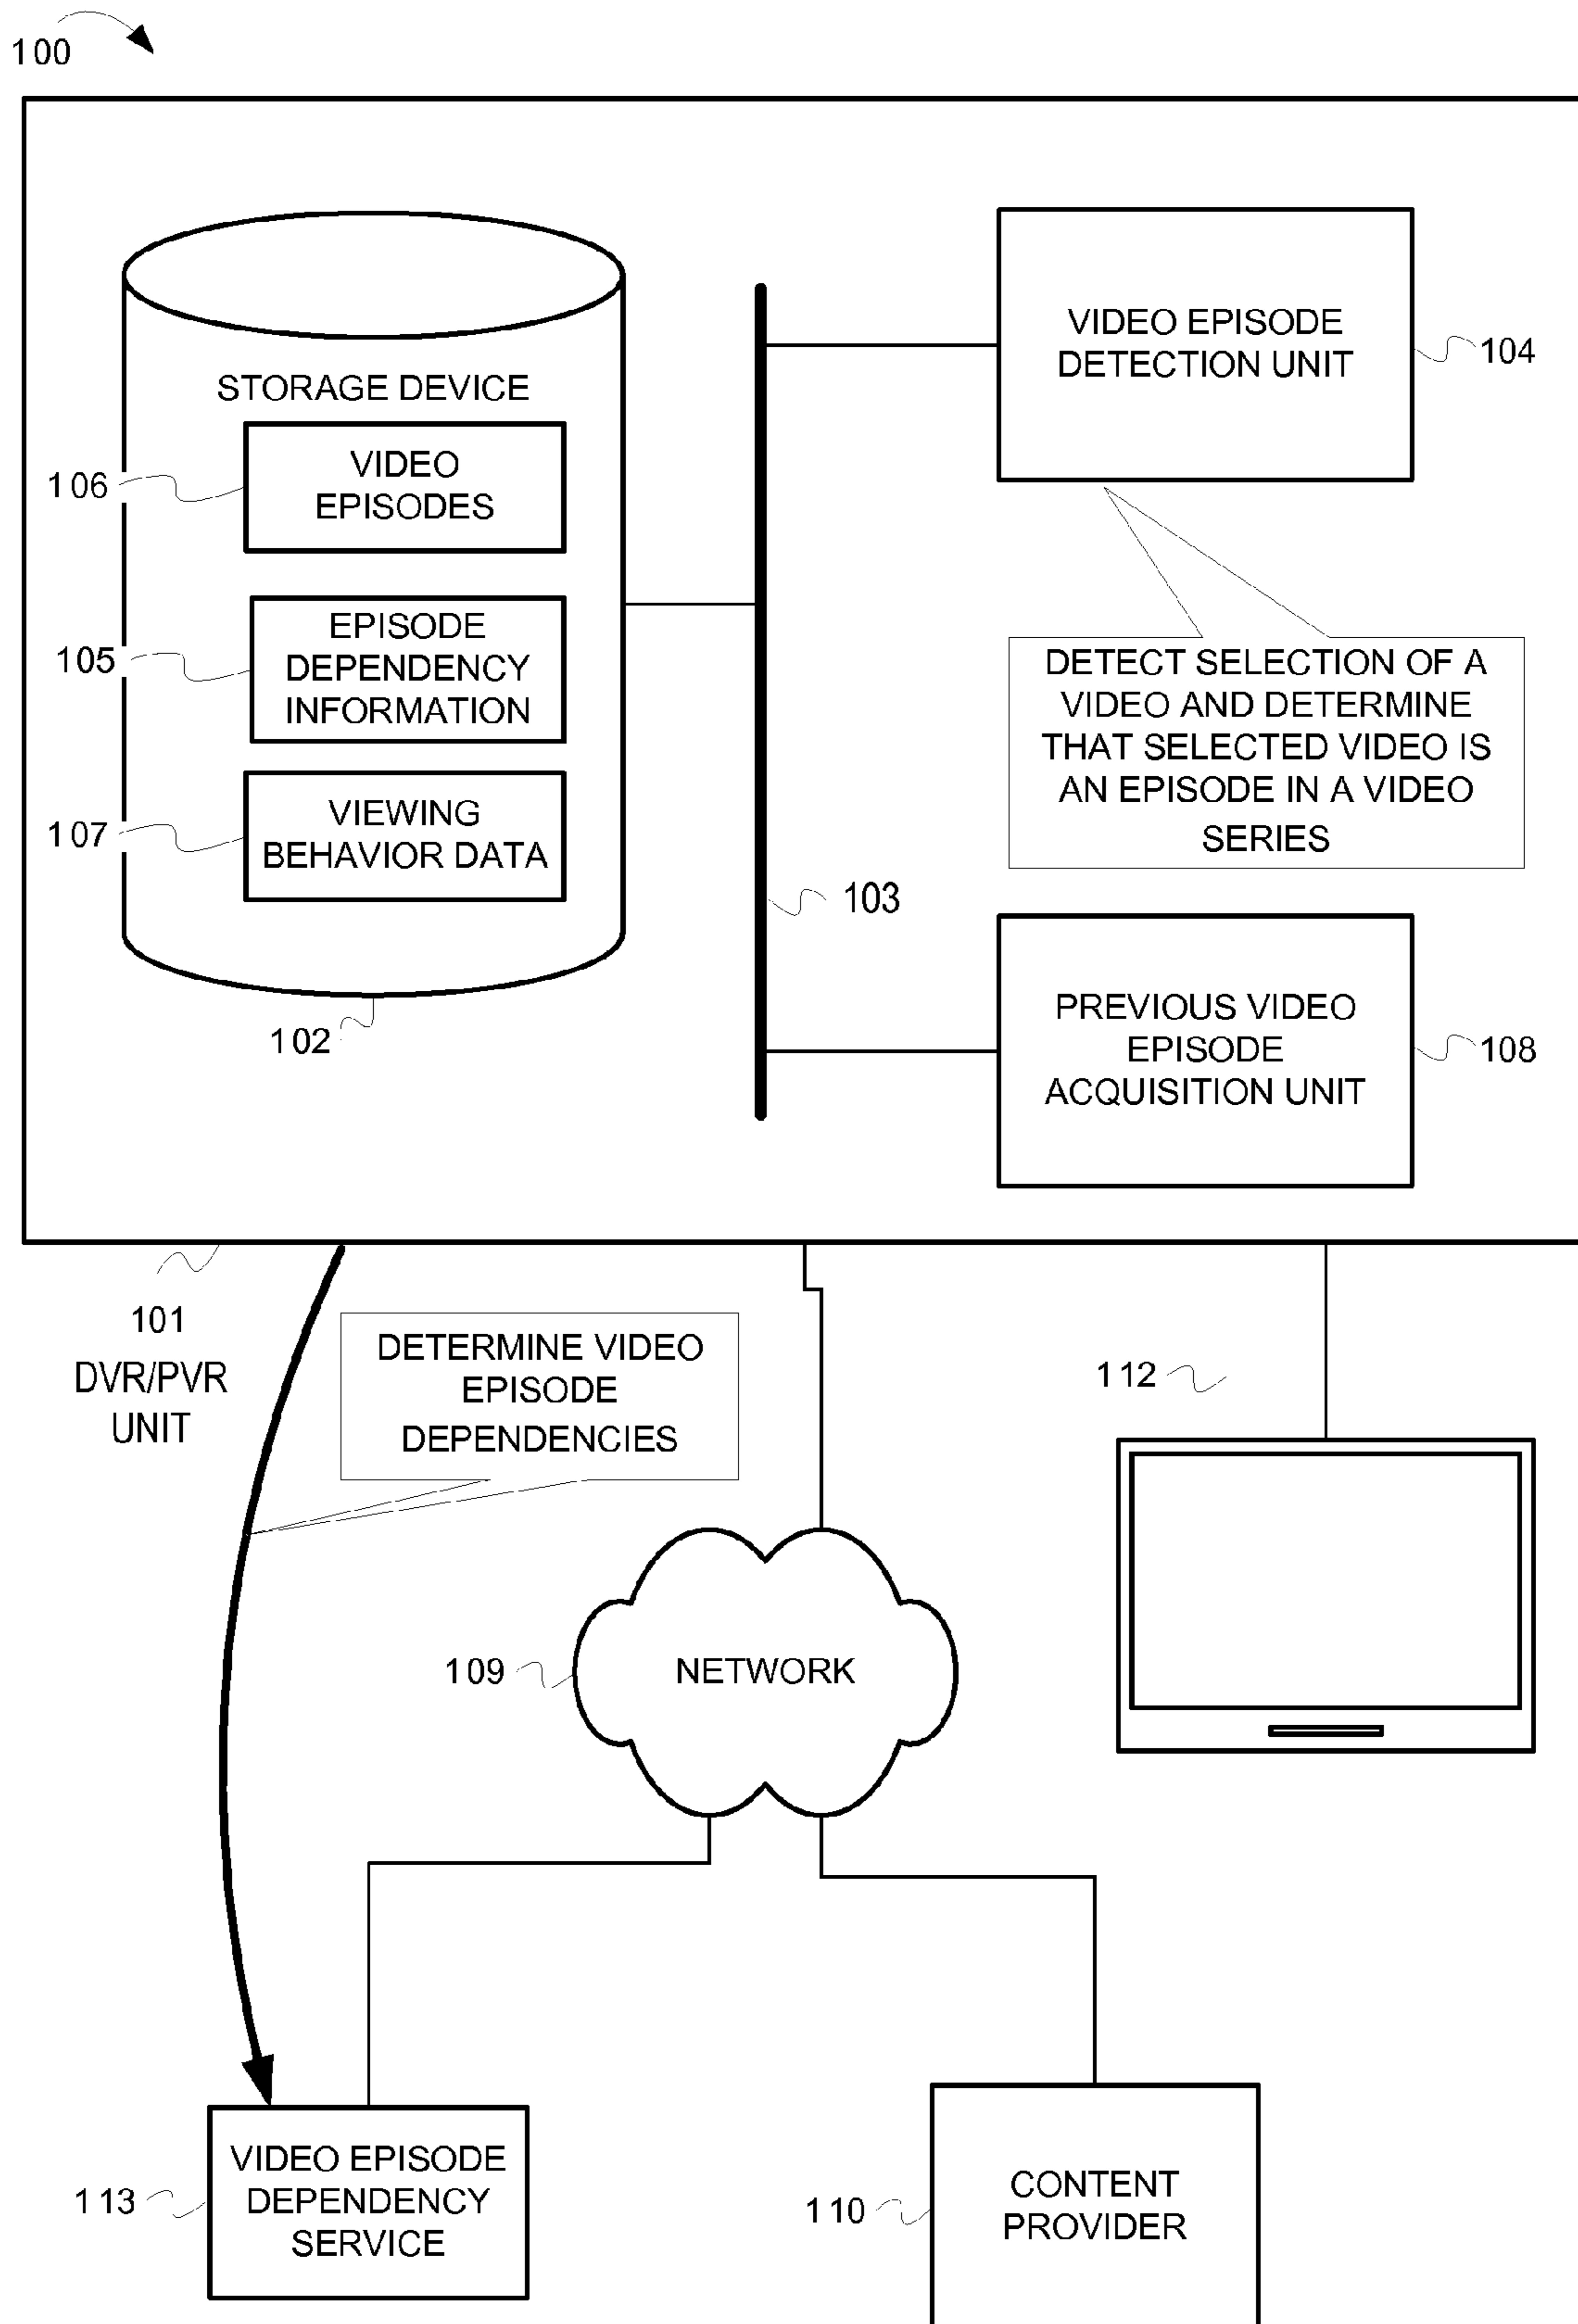 100
STORAGE DEVICE
106
VIDEO
EPISODES
105
EPISODE
DEPENDENCY
INFORMATION
107
VIEWING
BEHAVIOR DATA
102
103
VIDEO EPISODE
DETECTION UNIT
104
DETECT SELECTION OF A
VIDEO AND DETERMINE
THAT SELECTED VIDEO IS
AN EPISODE IN A VIDEO
SERIES
PREVIOUS VIDEO
EPISODE
ACQUISITION UNIT
108
101
DVR/PVR
UNIT
DETERMINE VIDEO
EPISODE
DEPENDENCIES
112
109
NETWORK
113
VIDEO EPISODE
DEPENDENCY
SERVICE
110
CONTENT
PROVIDER